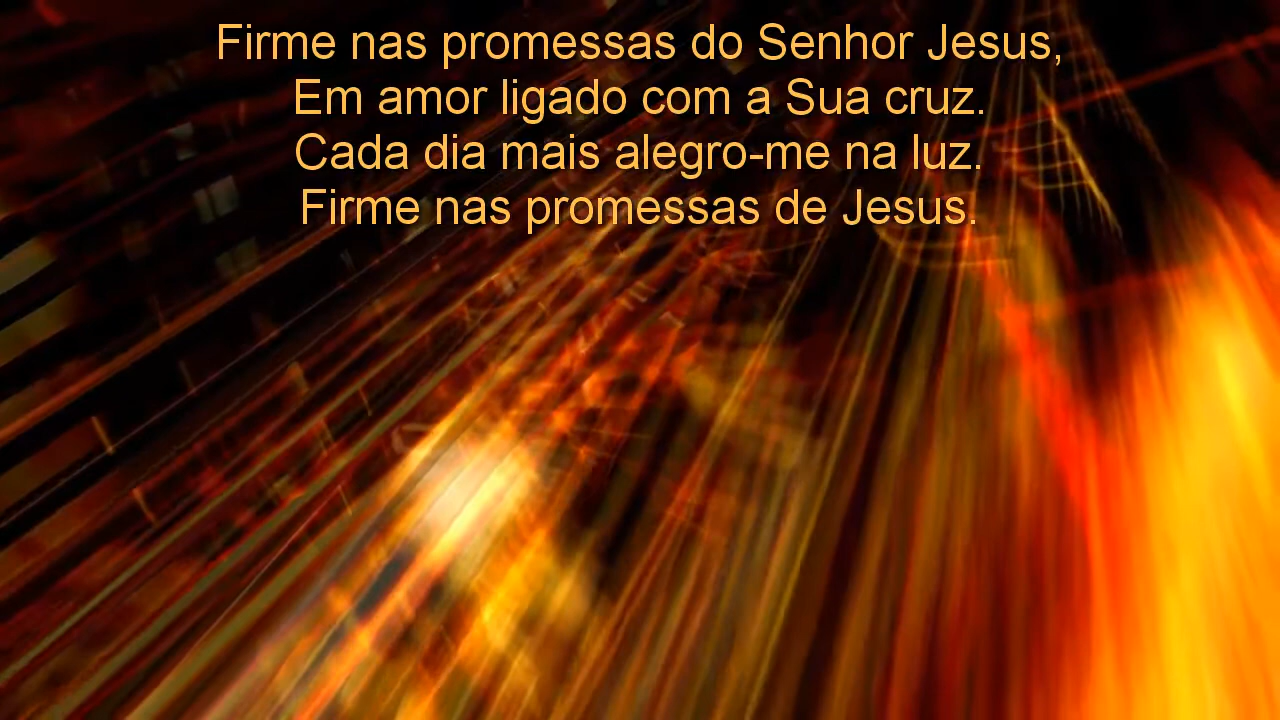 Firme nas promessas do Senhor Jesus,
Em amor ligado com a Sua cruz.
Cada dia mais alegro-me na luz.
Firme nas promessas de Jesus.